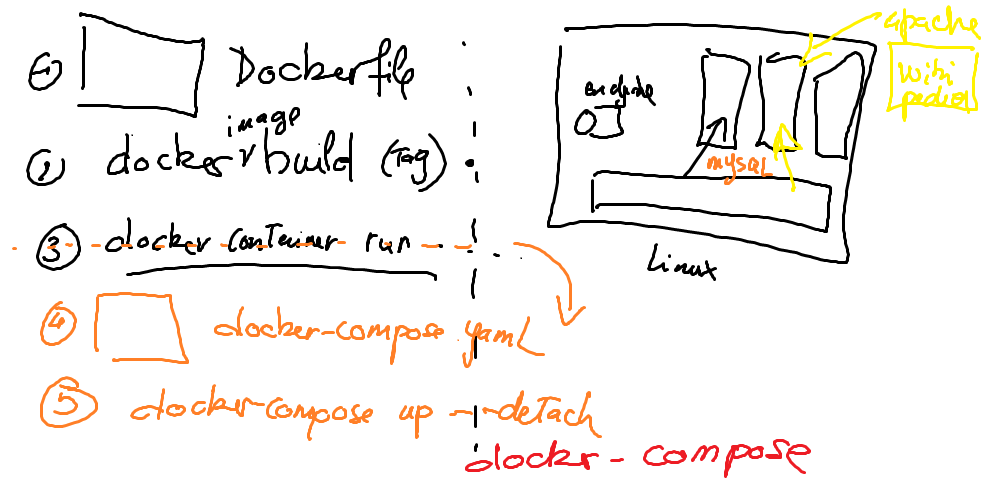 ① Dockerfile
image
② docker build (Tag)
③ docker container run
④ docker-compose.yaml
⑤ docker-compose up --detach
docker-compose
apache
wiki
pedia
mysql
Linux